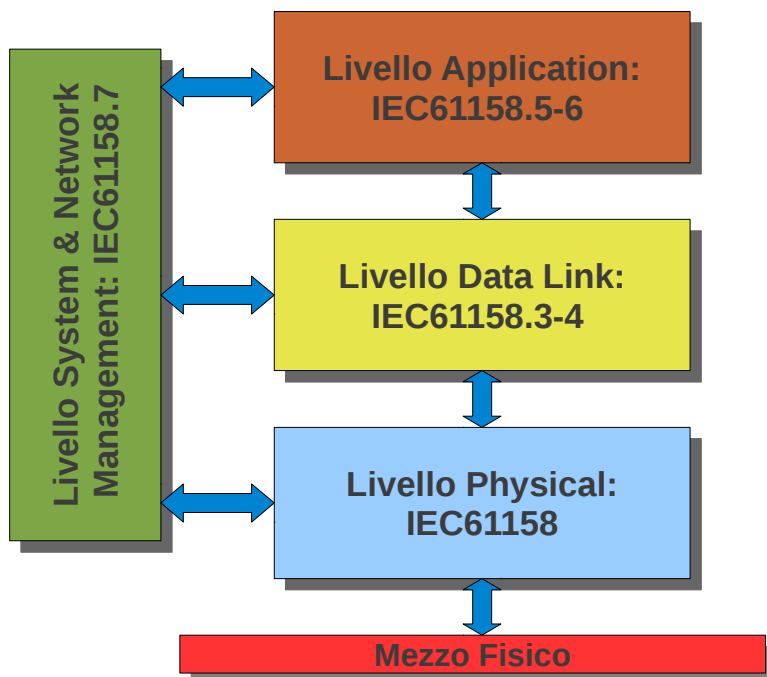 Livello System & Network
Management: IEC61158.7
Livello Application:
IEC61158.5-6
Livello Data Link:
IEC61158.3-4
Livello Physical:
IEC61158
Mezzo Fisico